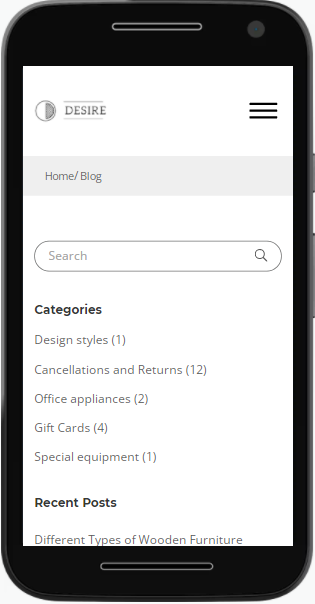 DESIRE
Home/ Blog
Search
Categories
Design styles (1)
Cancellations and Returns (12)
Office appliances (2)
Gift Cards (4)
Special equipment (1)
Recent Posts
Different Types of Wooden Furniture